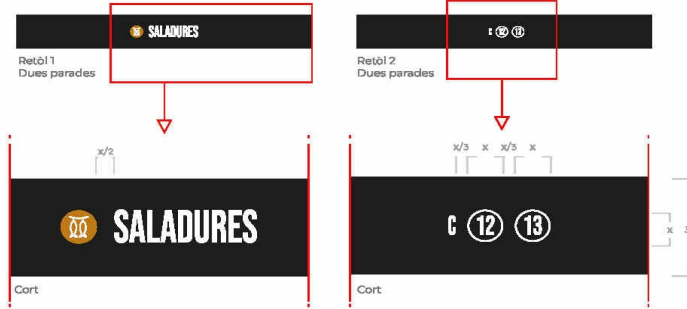 SALADURES
Retòl 1
Dues parades
C 12 13
Retòl 2
Dues parades
x/2
SALADURES
Cort
x/3 x x/3 x
C 12 13
x
Cort